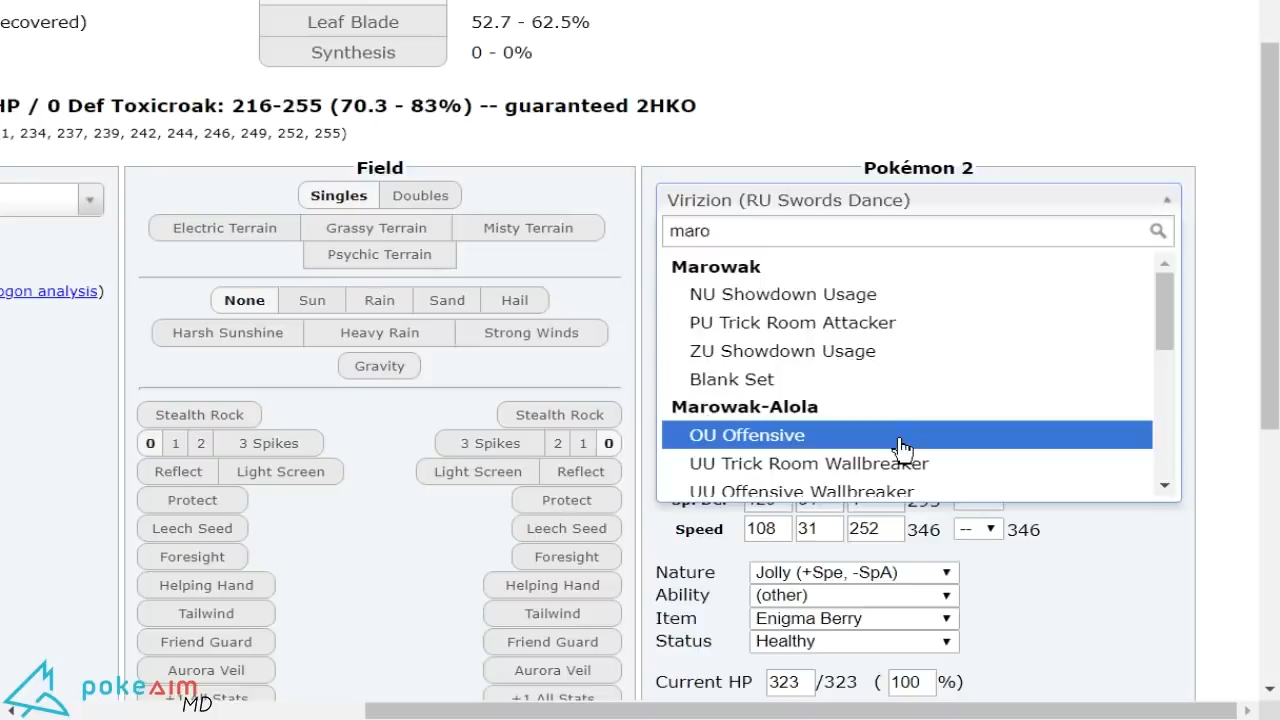 ecovered)
Leaf Blade 52.7 - 62.5%
Synthesis 0 - 0%
HP / 0 Def Toxicroak: 216-255 (70.3 - 83%) -- guaranteed 2HKO
1, 234, 237, 239, 242, 244, 246, 249, 252, 255)
Field
Singles Doubles
Electric Terrain Grassy Terrain Misty Terrain
Psychic Terrain
ogon analysis)
None Sun Rain Sand Hail
Harsh Sunshine Heavy Rain Strong Winds
Gravity
Stealth Rock Stealth Rock
0 1 2 3 Spikes 3 Spikes 2 1 0
Reflect Light Screen Light Screen Reflect
Protect Protect
Leech Seed Leech Seed
Foresight Foresight
Helping Hand Helping Hand
Tailwind Tailwind
Friend Guard Friend Guard
Aurora Veil Aurora Veil
+1 All Stats +1 All Stats
Pokémon 2
Virizion (RU Swords Dance)
maro
Marowak
NU Showdown Usage
PU Trick Room Attacker
ZU Showdown Usage
Blank Set
Marowak-Alola
OU Offensive
UU Trick Room Wallbreaker
UU Offensive Wallbreaker
Speed 108 31 252 346 -- 346
Nature Jolly (+Spe, -SpA)
Ability (other)
Item Enigma Berry
Status Healthy
Current HP 323 /323 ( 100 %)
pokeaim
MD